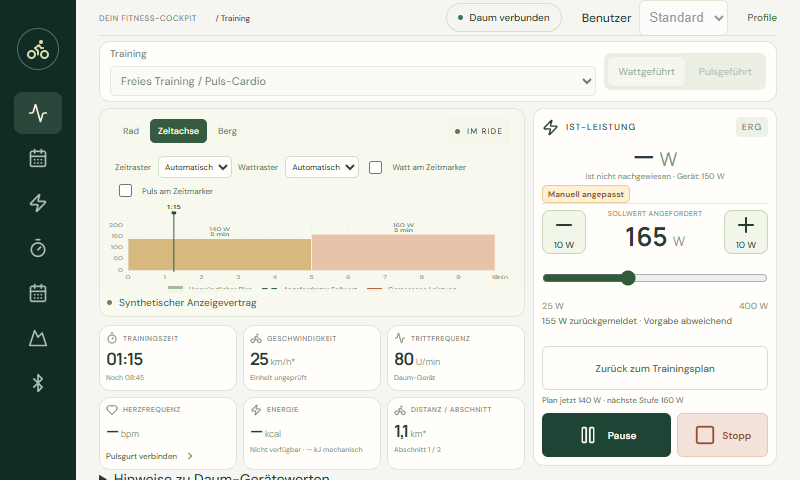 DEIN FITNESS-COCKPIT / Training
Daum verbunden
Benutzer Standard
Profile
Training
Freies Training / Puls-Cardio
Wattgeführt Pulsgeführt
Rad Zeitachse Berg
IM RIDE
Zeitraster Automatisch Wattraster Automatisch Watt am Zeitmarker
Puls am Zeitmarker
1:15
200
150
100
50
0
140 W
5 min
160 W
5 min
0 1 2 3 4 5 6 7 8 9
Synthetischer Anzeigevertrag
IST-LEISTUNG
ERG
— W
Ist nicht nachgewiesen · Gerät: 150 W
Manuell angepasst
SOLLWERT ANGEFORDERT
− 10 W
165 W
+ 10 W
25 W 400 W
155 W zurückgemeldet · Vorgabe abweichend
Zurück zum Trainingsplan
Plan jetzt 140 W · nächste Stufe 160 W
Pause
Stopp
TRAININGSZEIT
01:15
Noch 08:45
GESCHWINDIGKEIT
25 km/h*
Einheit ungeprüft
TRITTFREQUENZ
80 U/min
Daum-Gerät
HERZFREQUENZ
— bpm
Pulsgurt verbinden
ENERGIE
— kcal
Nicht verfügbar · — kJ mechanisch
DISTANZ / ABSCHNITT
1,1 km*
Abschnitt 1 / 2
Hinweise zu Daum-Gerätewerten